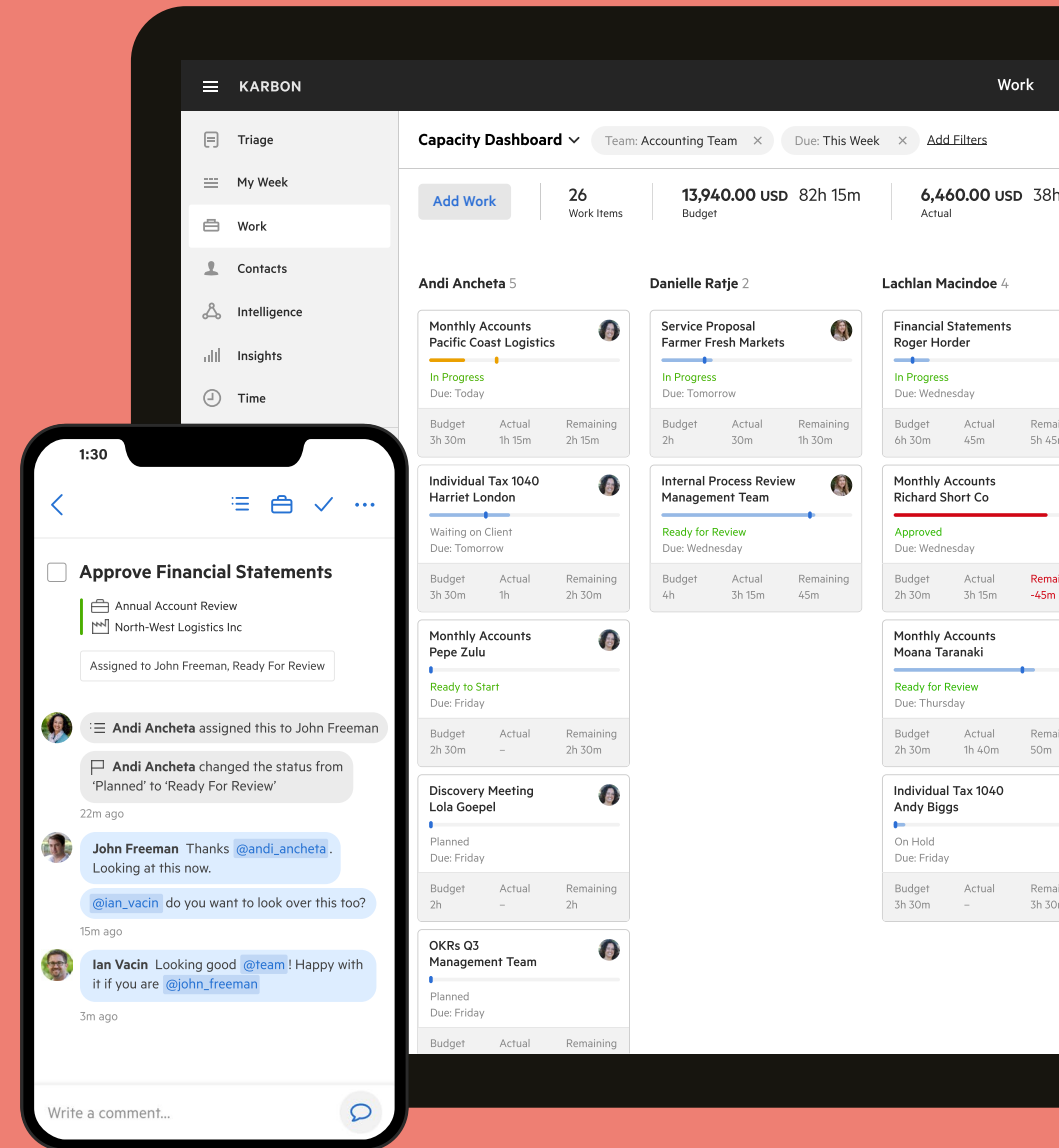 KARBON
Work
Triage
My Week
Work
Contacts
Intelligence
Insights
Time
Capacity Dashboard
Team: Accounting Team
Due: This Week
Add Filters
Add Work
26
Work Items
13,940.00 USD 82h 15m
Budget
6,460.00 USD 38h
Actual
Andi Ancheta 5
Monthly Accounts
Pacific Coast Logistics
In Progress
Due: Today
Budget Actual Remaining
3h 30m 1h 15m 2h 15m
Individual Tax 1040
Harriet London
Waiting on Client
Due: Tomorrow
Budget Actual Remaining
3h 30m 1h 2h 30m
Monthly Accounts
Pepe Zulu
Ready to Start
Due: Friday
Budget Actual Remaining
2h 30m – 2h 30m
Discovery Meeting
Lola Goepel
Planned
Due: Friday
Budget Actual Remaining
2h – 2h
OKRs Q3
Management Team
Planned
Due: Friday
Budget Actual Remaining
Danielle Ratje 2
Service Proposal
Farmer Fresh Markets
In Progress
Due: Tomorrow
Budget Actual Remaining
2h 30m 1h 30m
Internal Process Review
Management Team
Ready for Review
Due: Wednesday
Budget Actual Remaining
4h 3h 15m 45m
Lachlan Macindoe 4
Financial Statements
Roger Horder
In Progress
Due: Wednesday
Budget Actual Remai
6h 30m 45m 5h 45m
Monthly Accounts
Richard Short Co
Approved
Due: Wednesday
Budget Actual Remai
2h 30m 3h 15m -45m
Monthly Accounts
Moana Taranaki
Ready for Review
Due: Thursday
Budget Actual Remai
2h 30m 1h 40m 50m
Individual Tax 1040
Andy Biggs
On Hold
Due: Friday
Budget Actual Remai
3h 30m – 3h 30m
1:30
Approve Financial Statements
Annual Account Review
North-West Logistics Inc
Assigned to John Freeman, Ready For Review
Andi Ancheta assigned this to John Freeman
Andi Ancheta changed the status from
‘Planned’ to ‘Ready For Review’
22m ago
John Freeman Thanks @andi_ancheta.
Looking at this now.
@ian_vacin do you want to look over this too?
15m ago
Ian Vacin Looking good @team! Happy with
it if you are @john_freeman
3m ago
Write a comment...